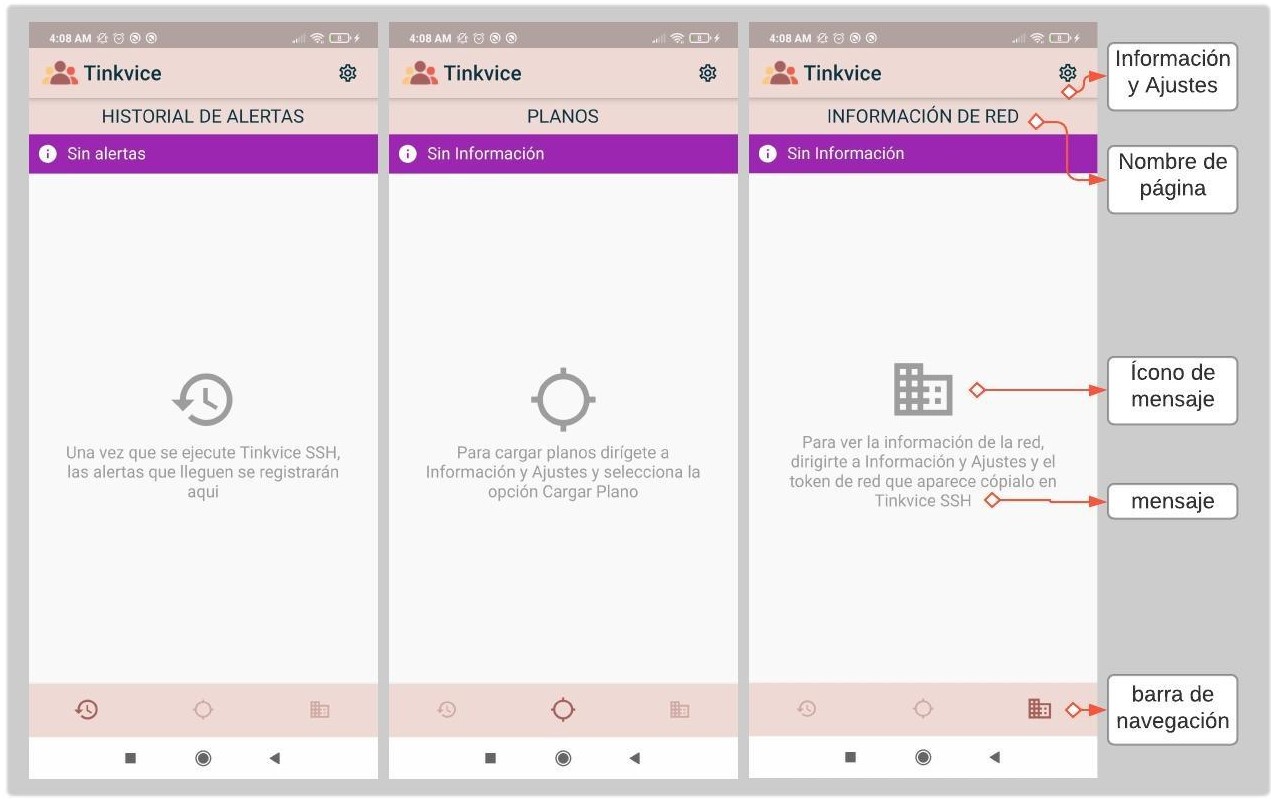 4:08 AM
Tinkvice
HISTORIAL DE ALERTAS
Sin alertas
Una vez que se ejecute Tinkvice SSH,
las alertas que lleguen se registrarán
aqui
4:08 AM
Tinkvice
PLANOS
Sin Información
Para cargar planos dirígete a
Información y Ajustes y selecciona la
opción Cargar Plano
4:08 AM
Tinkvice
INFORMACIÓN DE RED
Sin Información
Para ver la información de la red,
dirigirte a Información y Ajustes y el
token de red que aparece cópialo en
Tinkvice SSH
Información
y Ajustes
Nombre de
página
Ícono de
mensaje
mensaje
barra de
navegación